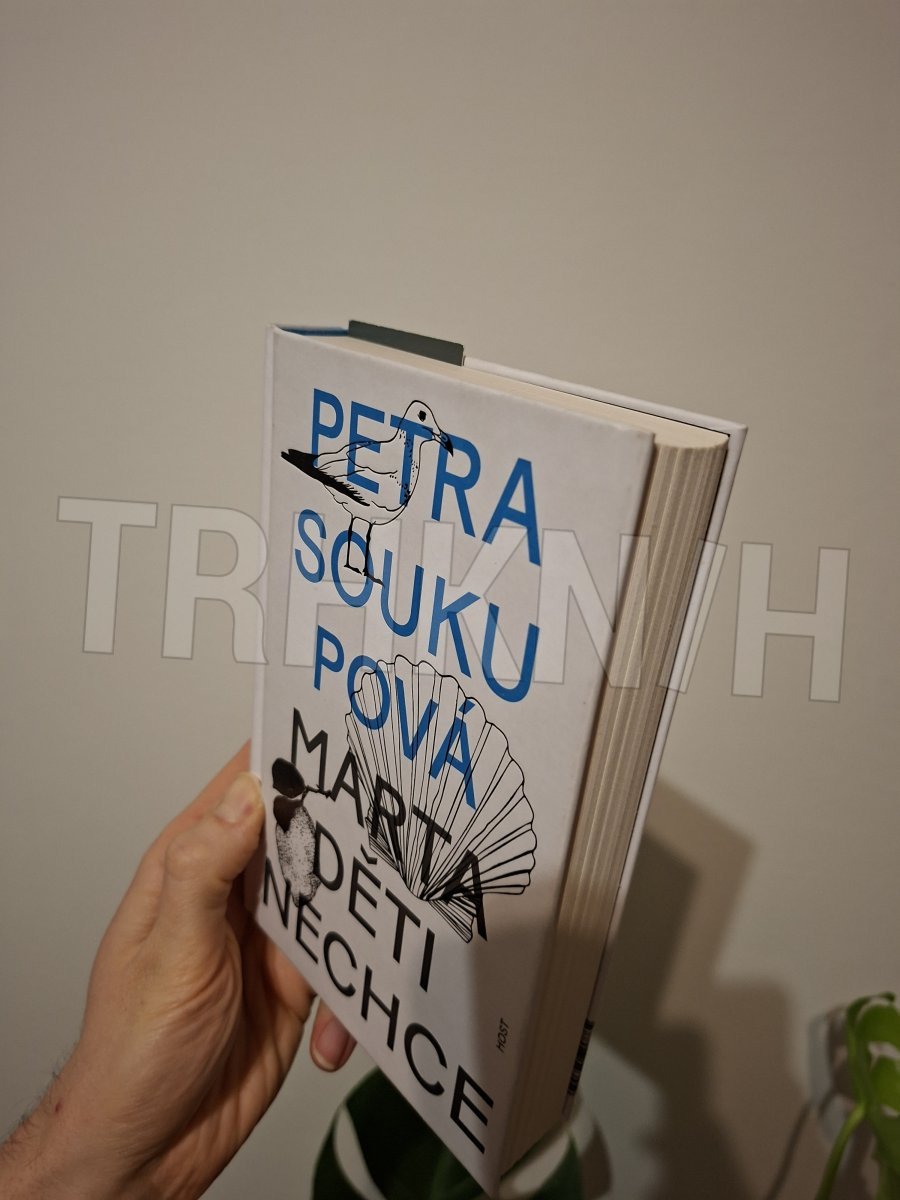 PETRA
SOUKU
POVÁ
MARTA
DĚTI
NECHCE
HOST
TRHKNIH